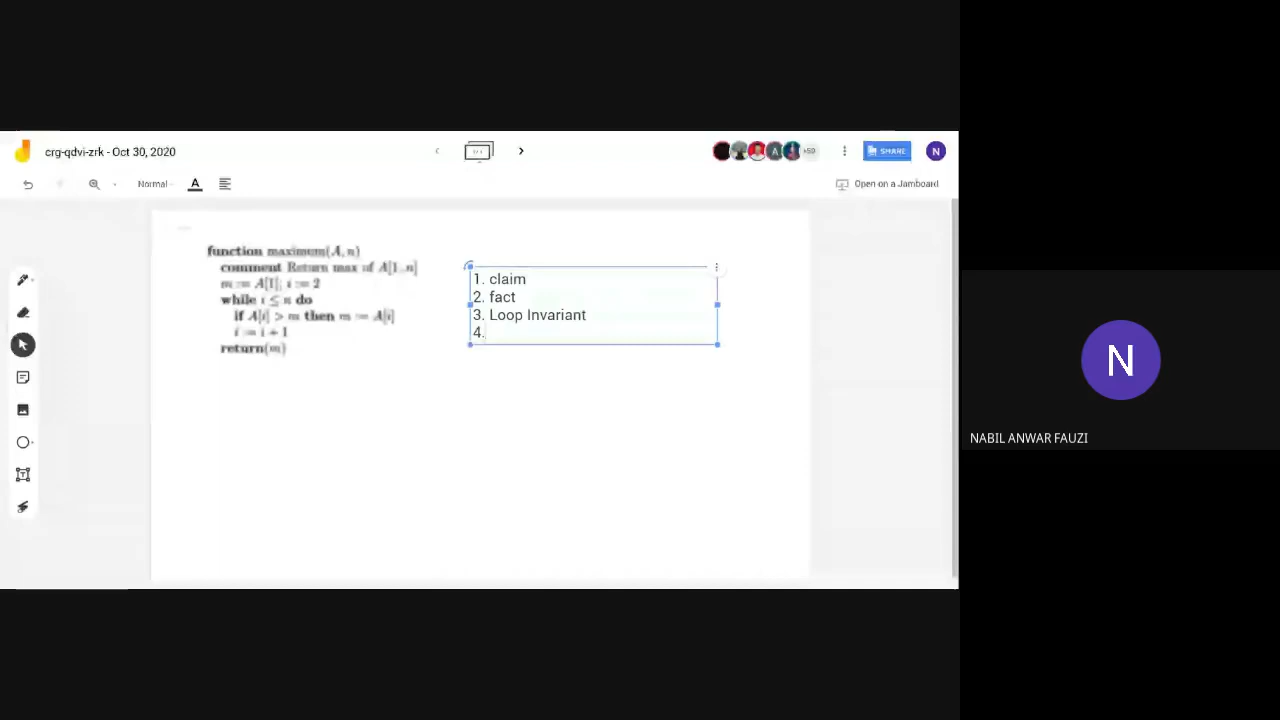 crg-qdvi-zrk - Oct 30, 2020
+50
SHARE
N
Normal
A
Open on a Jamboard
function maximum(A, n)
comment Return max of A[1..n]
m := A[1]; i := 2
while i ≤ n do
if A[i] > m then m := A[i]
i := i + 1
return(m)
1. claim
2. fact
3. Loop Invariant
4.
N
NABIL ANWAR FAUZI